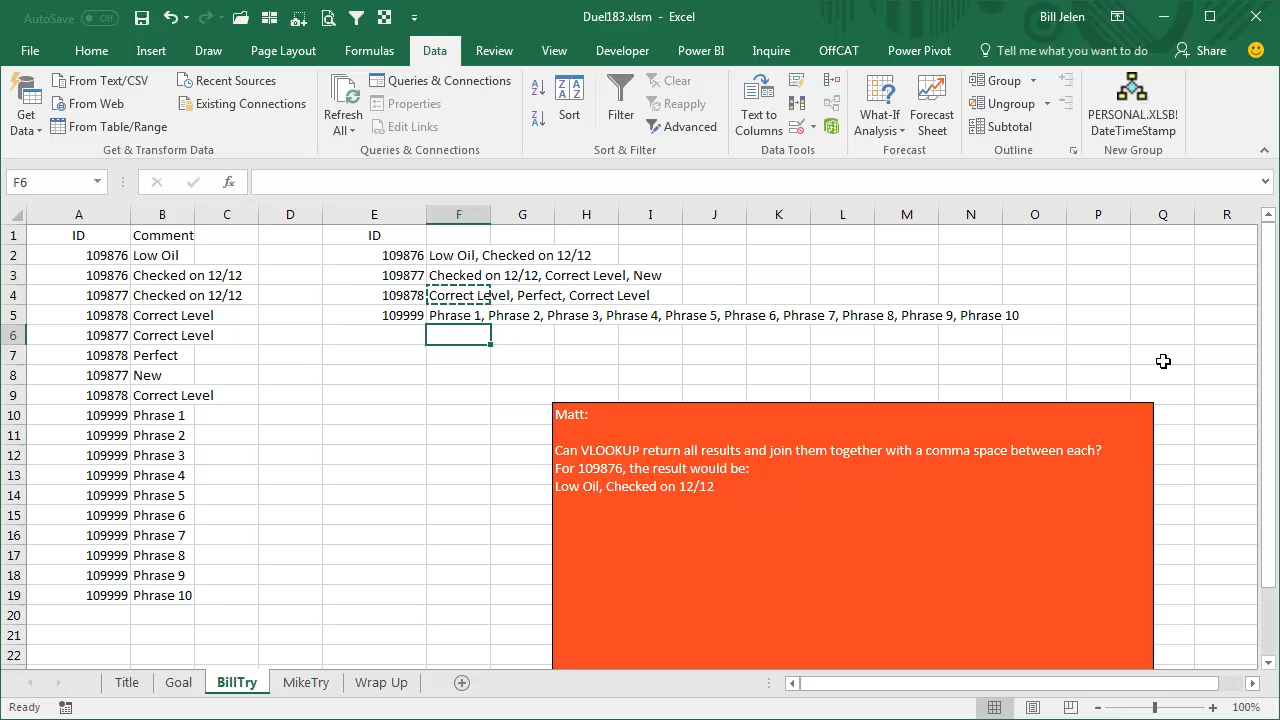 AutoSave Off
Duel183.xlsm - Excel
Bill Jelen
File Home Insert Draw Page Layout Formulas Data Review View Developer Power BI Inquire OffCAT Power Pivot Tell me what you want to do Share
Get Data
From Text/CSV
From Web
From Table/Range
Recent Sources
Existing Connections
Get & Transform Data
Refresh All
Queries & Connections
Properties
Edit Links
Queries & Connections
Sort
Filter
Clear
Reapply
Advanced
Sort & Filter
Text to Columns
Data Tools
What-If Analysis
Forecast Sheet
Forecast
Group
Ungroup
Subtotal
Outline
PERSONAL.XLSB!
DateTimeStamp
New Group
F6
fx
A B C D E F G H I J K L M N O P Q R
1 ID Comment ID
2 109876 Low Oil 109876 Low Oil, Checked on 12/12
3 109876 Checked on 12/12 109877 Checked on 12/12, Correct Level, New
4 109877 Checked on 12/12 109878 Correct Level, Perfect, Correct Level
5 109878 Correct Level 109999 Phrase 1, Phrase 2, Phrase 3, Phrase 4, Phrase 5, Phrase 6, Phrase 7, Phrase 8, Phrase 9, Phrase 10
6 109877 Correct Level
7 109878 Perfect
8 109877 New
9 109878 Correct Level
10 109999 Phrase 1
11 109999 Phrase 2
12 109999 Phrase 3
13 109999 Phrase 4
14 109999 Phrase 5
15 109999 Phrase 6
16 109999 Phrase 7
17 109999 Phrase 8
18 109999 Phrase 9
19 109999 Phrase 10
20
21
22
Matt:
Can VLOOKUP return all results and join them together with a comma space between each?
For 109876, the result would be:
Low Oil, Checked on 12/12
Title Goal BillTry MikeTry Wrap Up
Ready
100%